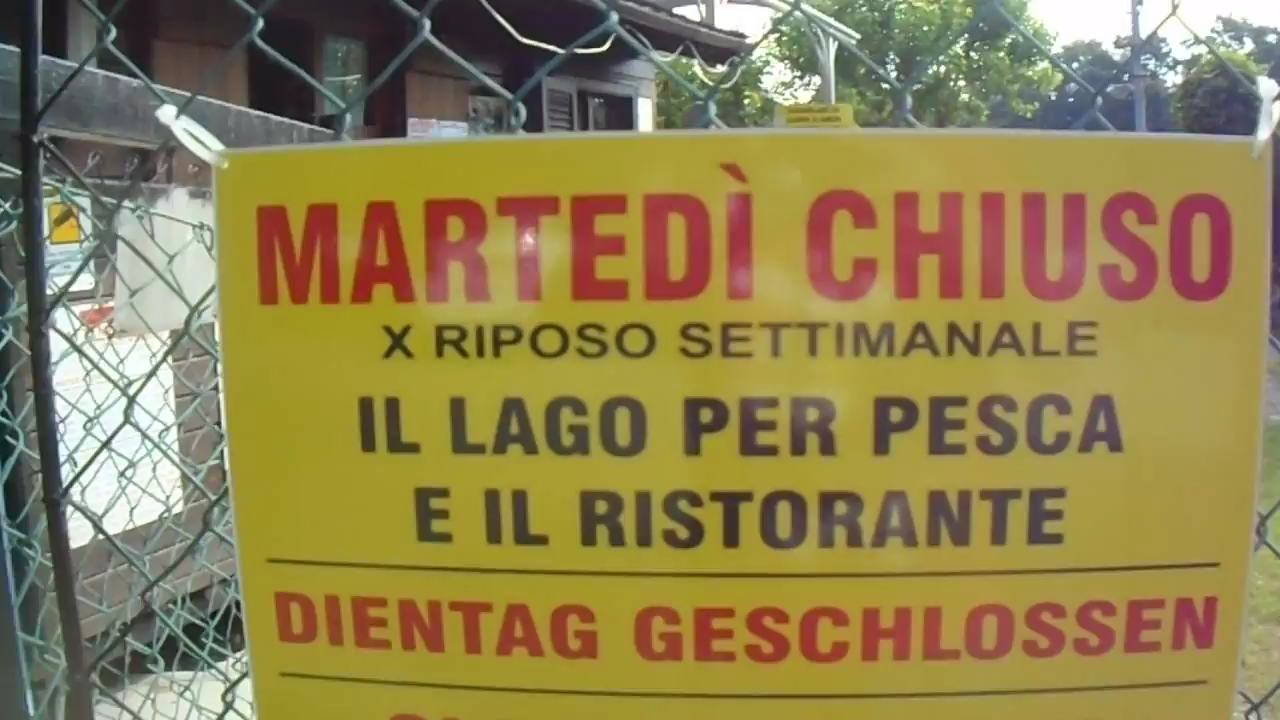 MARTEDÌ CHIUSO
X RIPOSO SETTIMANALE
IL LAGO PER PESCA
E IL RISTORANTE
DIENTAG GESCHLOSSEN